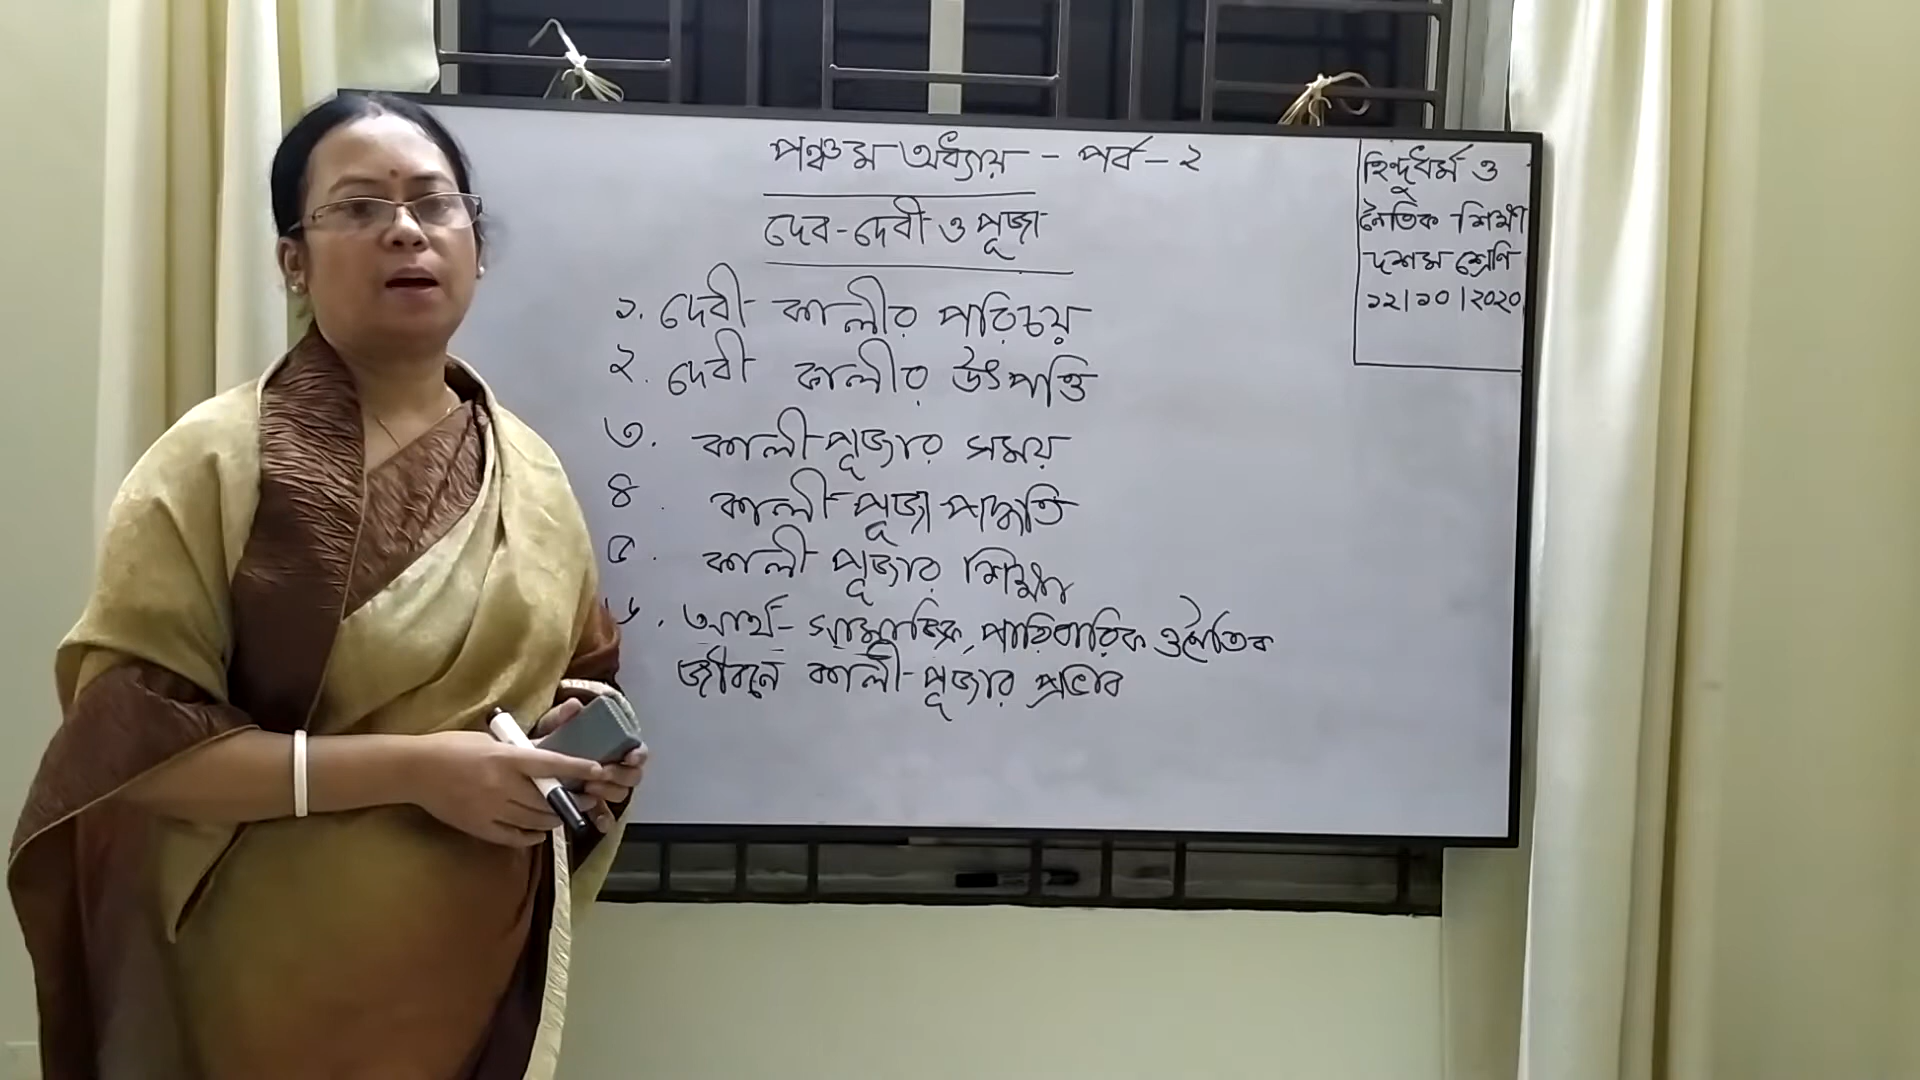 পঞ্চম অধ্যায় - পর্ব - ২
দেব-দেবী ও পূজা
১. দেবী কালীর পরিচয়
২. দেবী কালীর উৎপত্তি
৩. কালী পূজার সময়
৪. কালী পূজা পদ্ধতি
৫. কালী পূজার শিক্ষা
৬. আর্থ-সামাজিক, পারিবারিক ও নৈতিক
জীবনে কালী পূজার প্রভাব
হিন্দুধর্ম ও
নৈতিক শিক্ষা
দশম শ্রেণি
১২/১০/২০২০